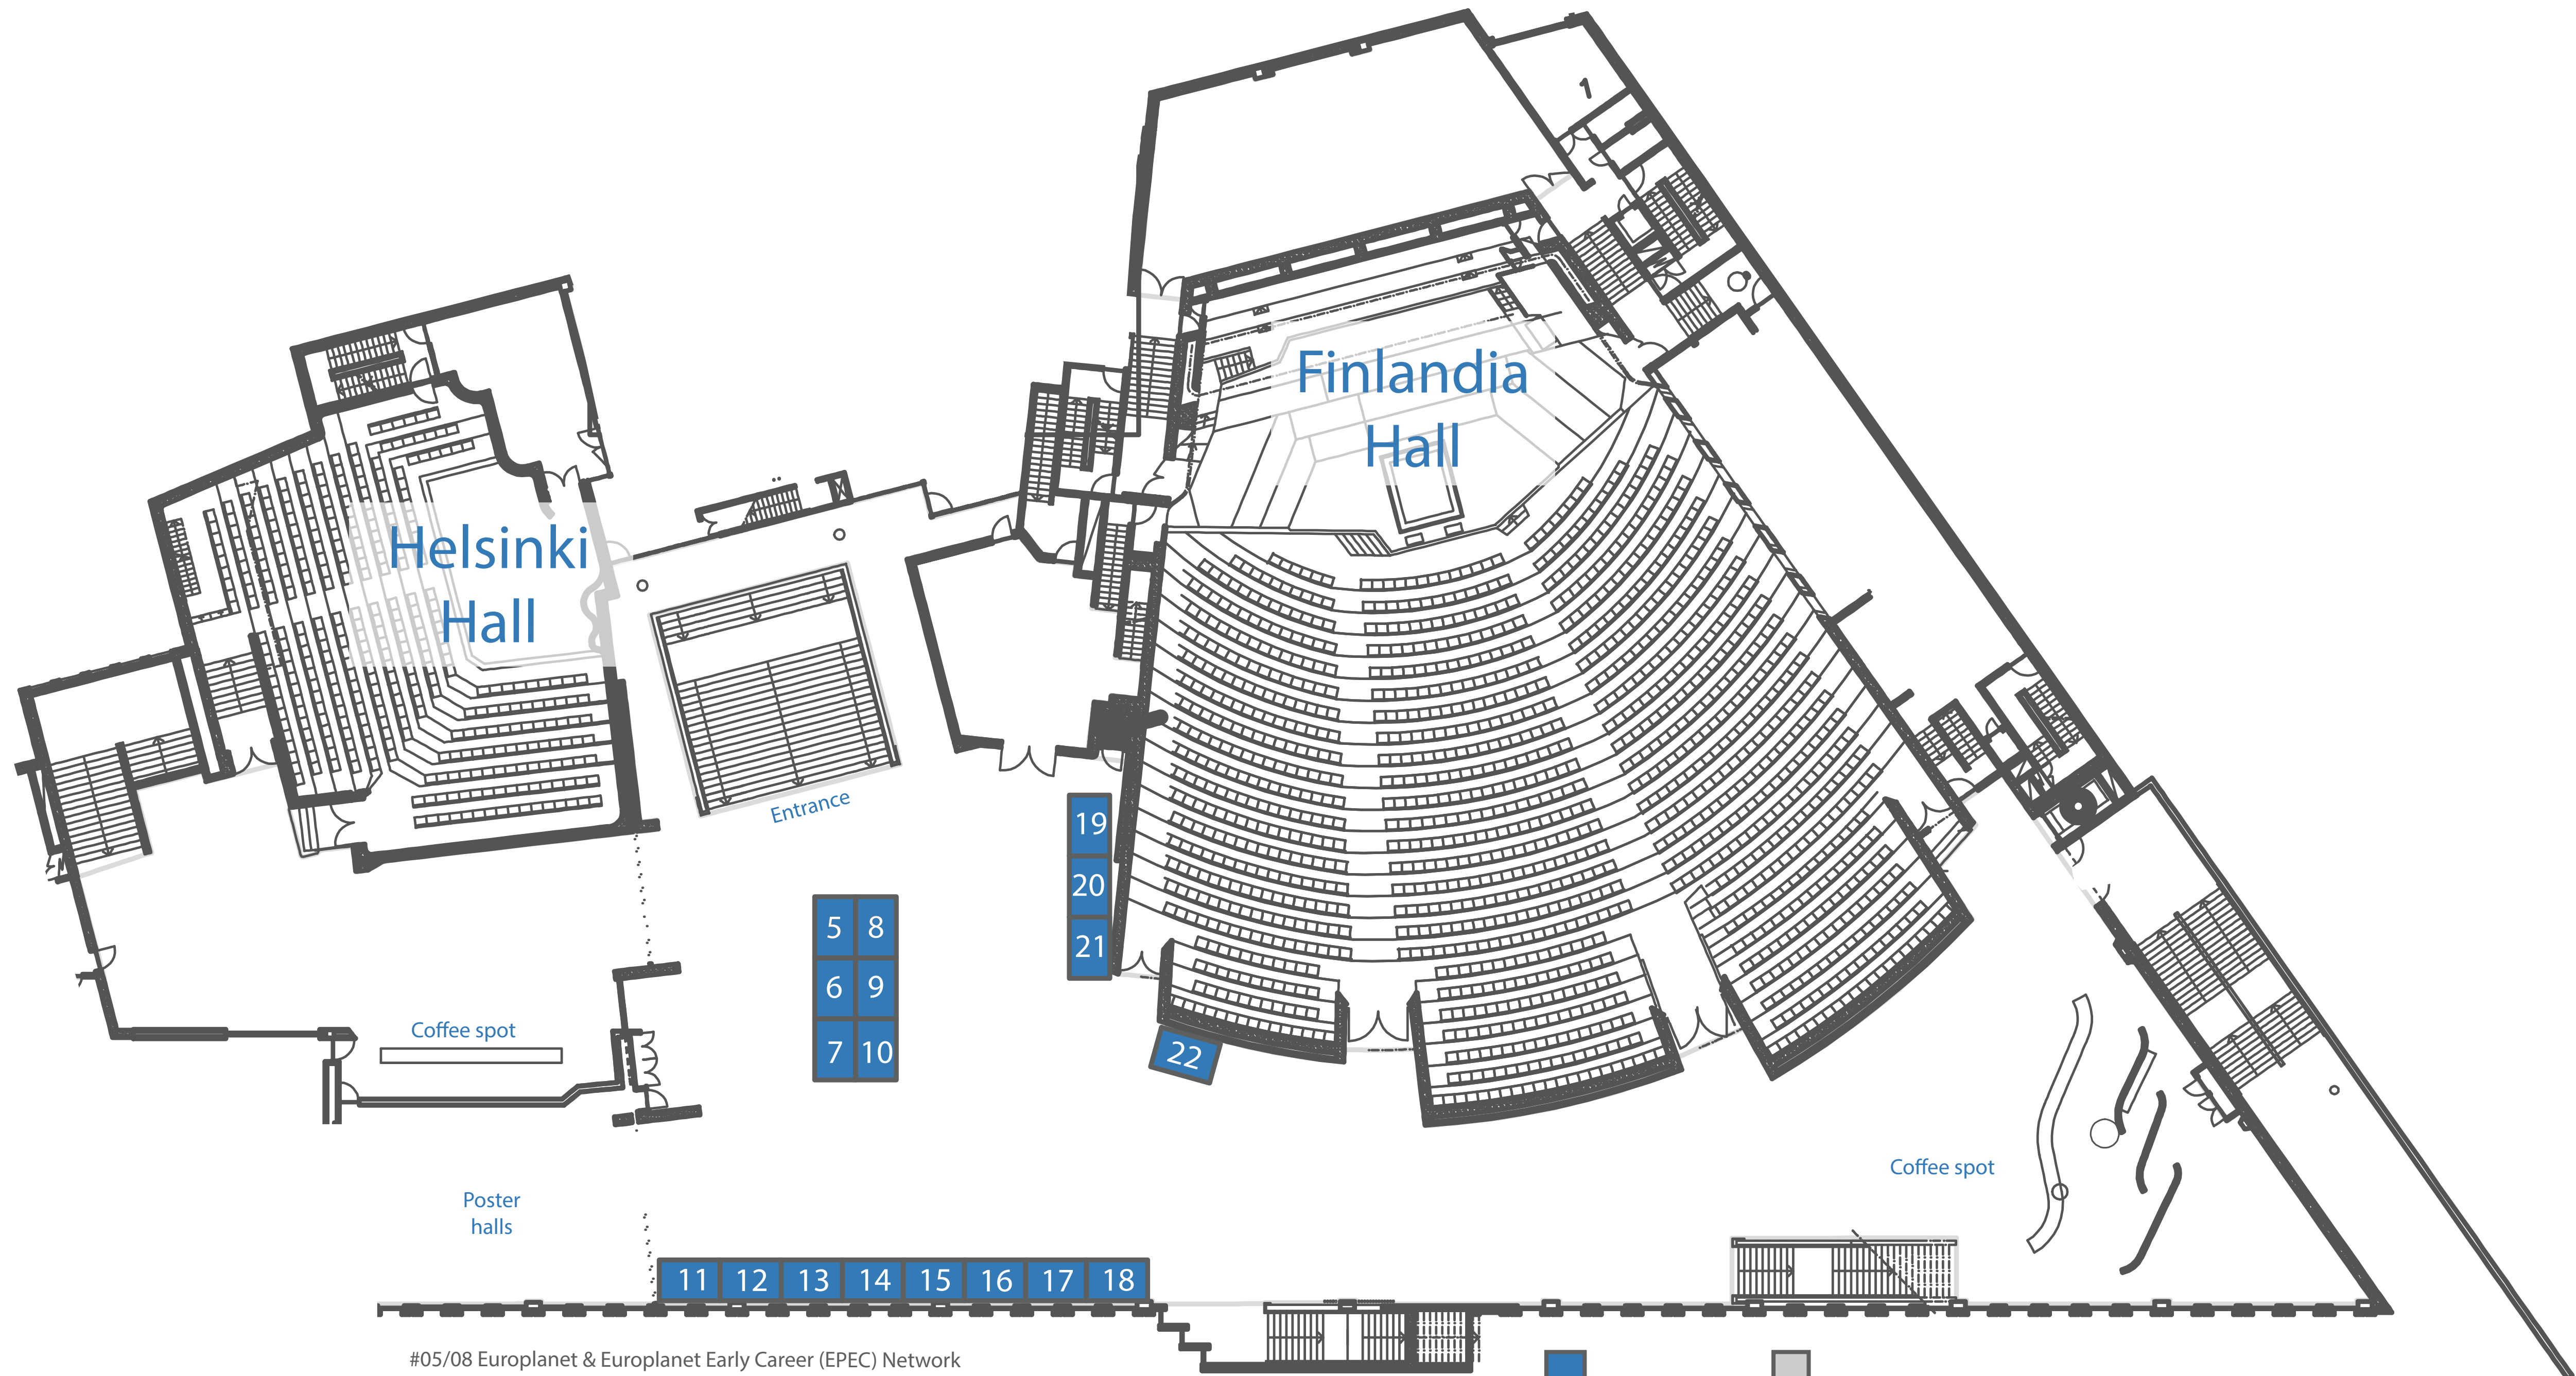 1
Finlandia
Hall
Helsinki
Hall
Entrance
19
20
21
5 8
6 9
7 10
22
Coffee spot
Coffee spot
Poster
halls
11 12 13 14 15 16 17 18
#05/08 Europlanet & Europlanet Early Career (EPEC) Network